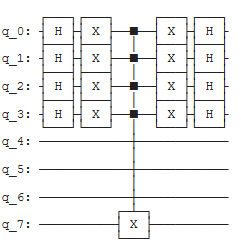 q_0: H X X H
q_1: H X X H
q_2: H X X H
q_3: H X X H
q_4:
q_5:
q_6:
q_7: X